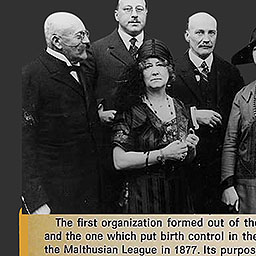 The first organization formed out of the
and the one which put birth control in the
the Malthusian League in 1877. Its purpos